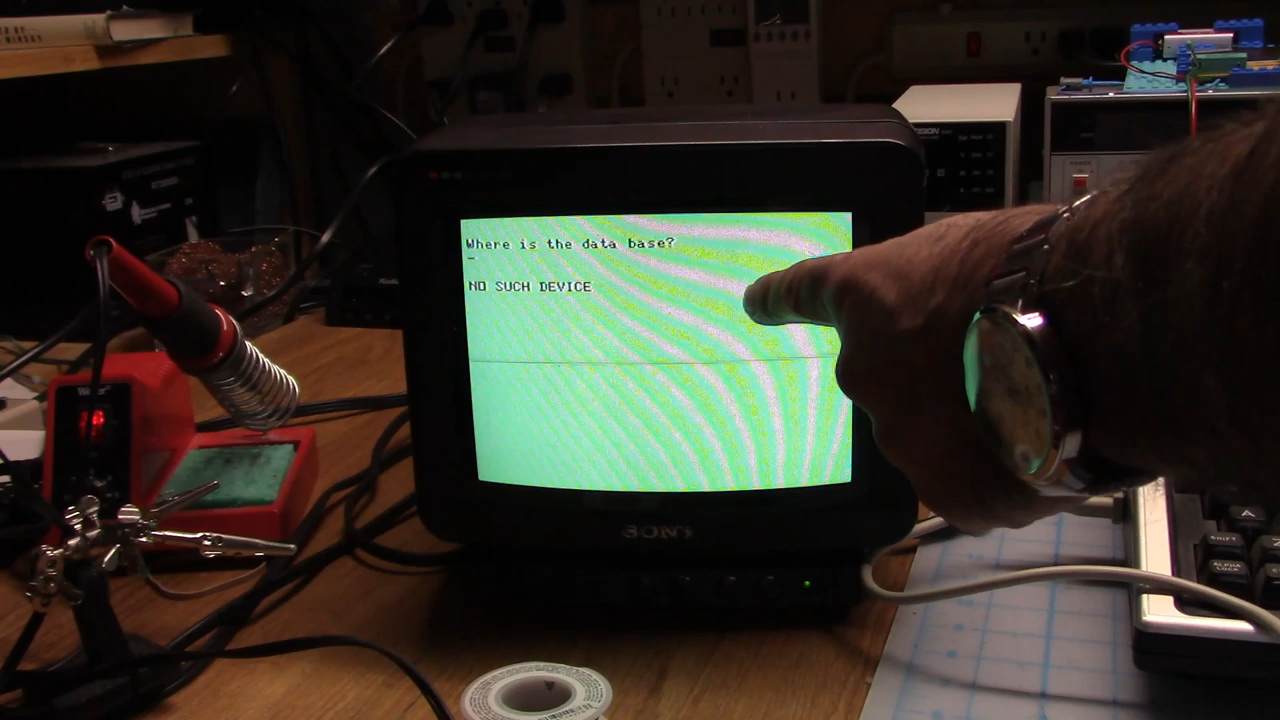 Where is the data base?
NO SUCH DEVICE
SONY
A
SHIFT
ALPHA
LOCK